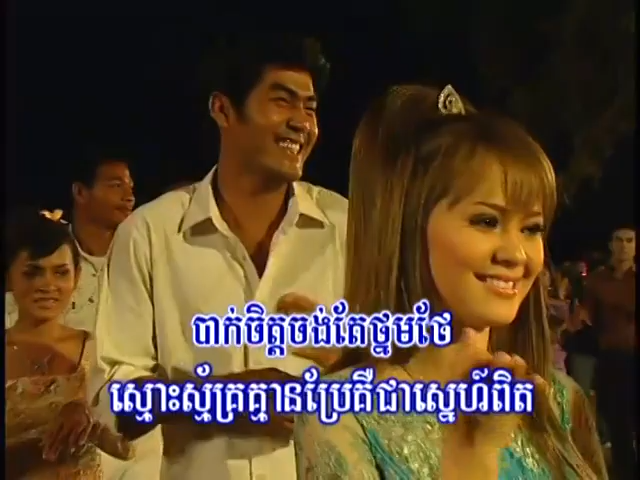 បាក់ចិត្តចង់តែថ្នមថែ
ស្មោះស្ម័គ្រគ្មានប្រែគឺជាស្នេហ៍ពិត